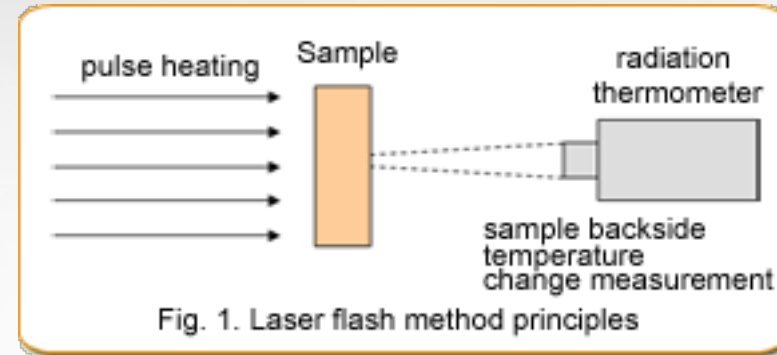 Sample
pulse heating
radiation
thermometer
sample backside
temperature
change measurement
Fig. 1. Laser flash method principles